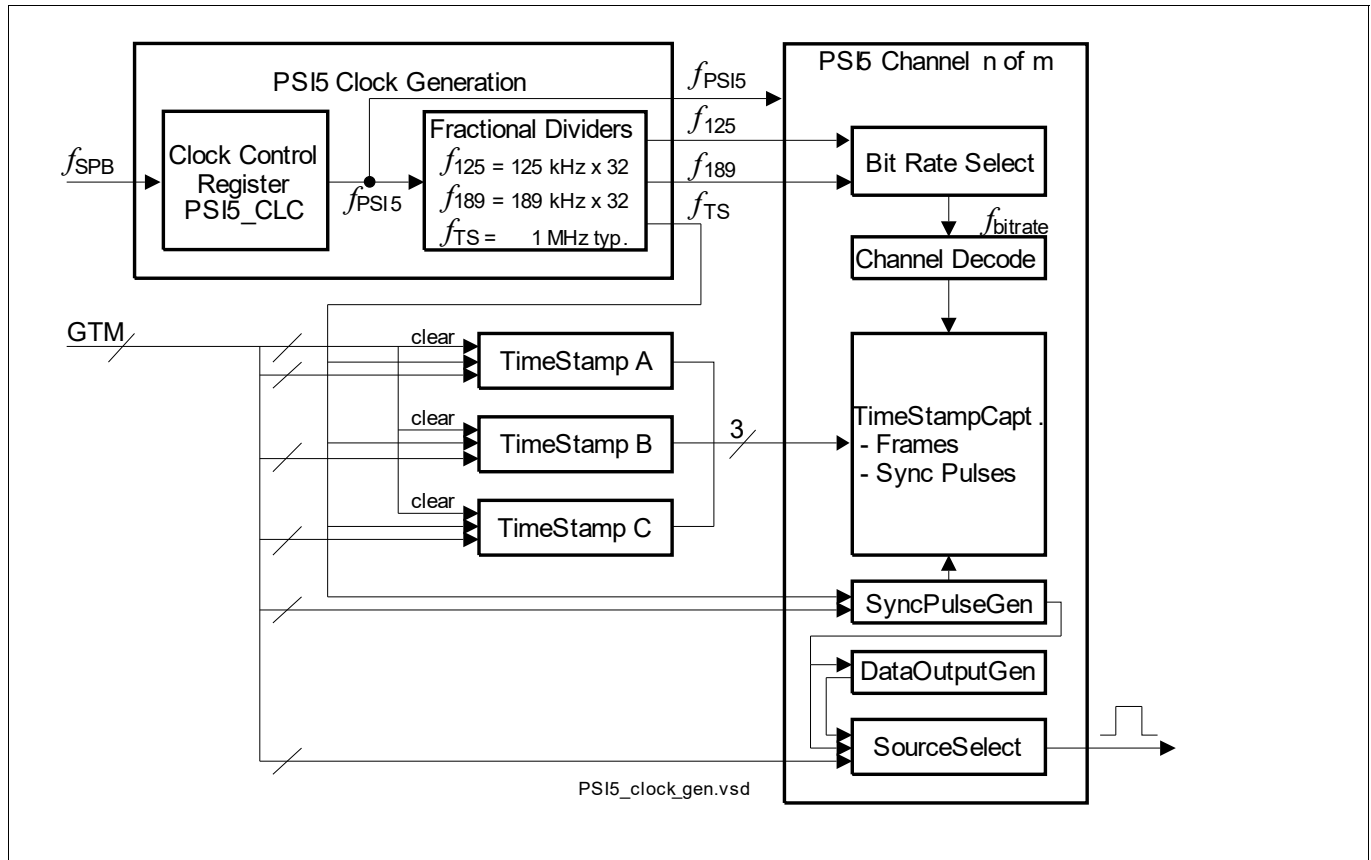 PSI5 Clock Generation
fSPB
Clock Control
Register
PSI5_CLC
fPSI5
Fractional Dividers
f125 = 125 kHz x 32
f189 = 189 kHz x 32
fTS = 1 MHz typ.
fPSI5
f125
f189
fTS
PSI5 Channel n of m
Bit Rate Select
fbitrate
Channel Decode
GTM
clear
TimeStamp A
clear
TimeStamp B
3
clear
TimeStamp C
TimeStampCapt .
- Frames
- Sync Pulses
SyncPulseGen
DataOutputGen
SourceSelect
PSI5_clock_gen.vsd